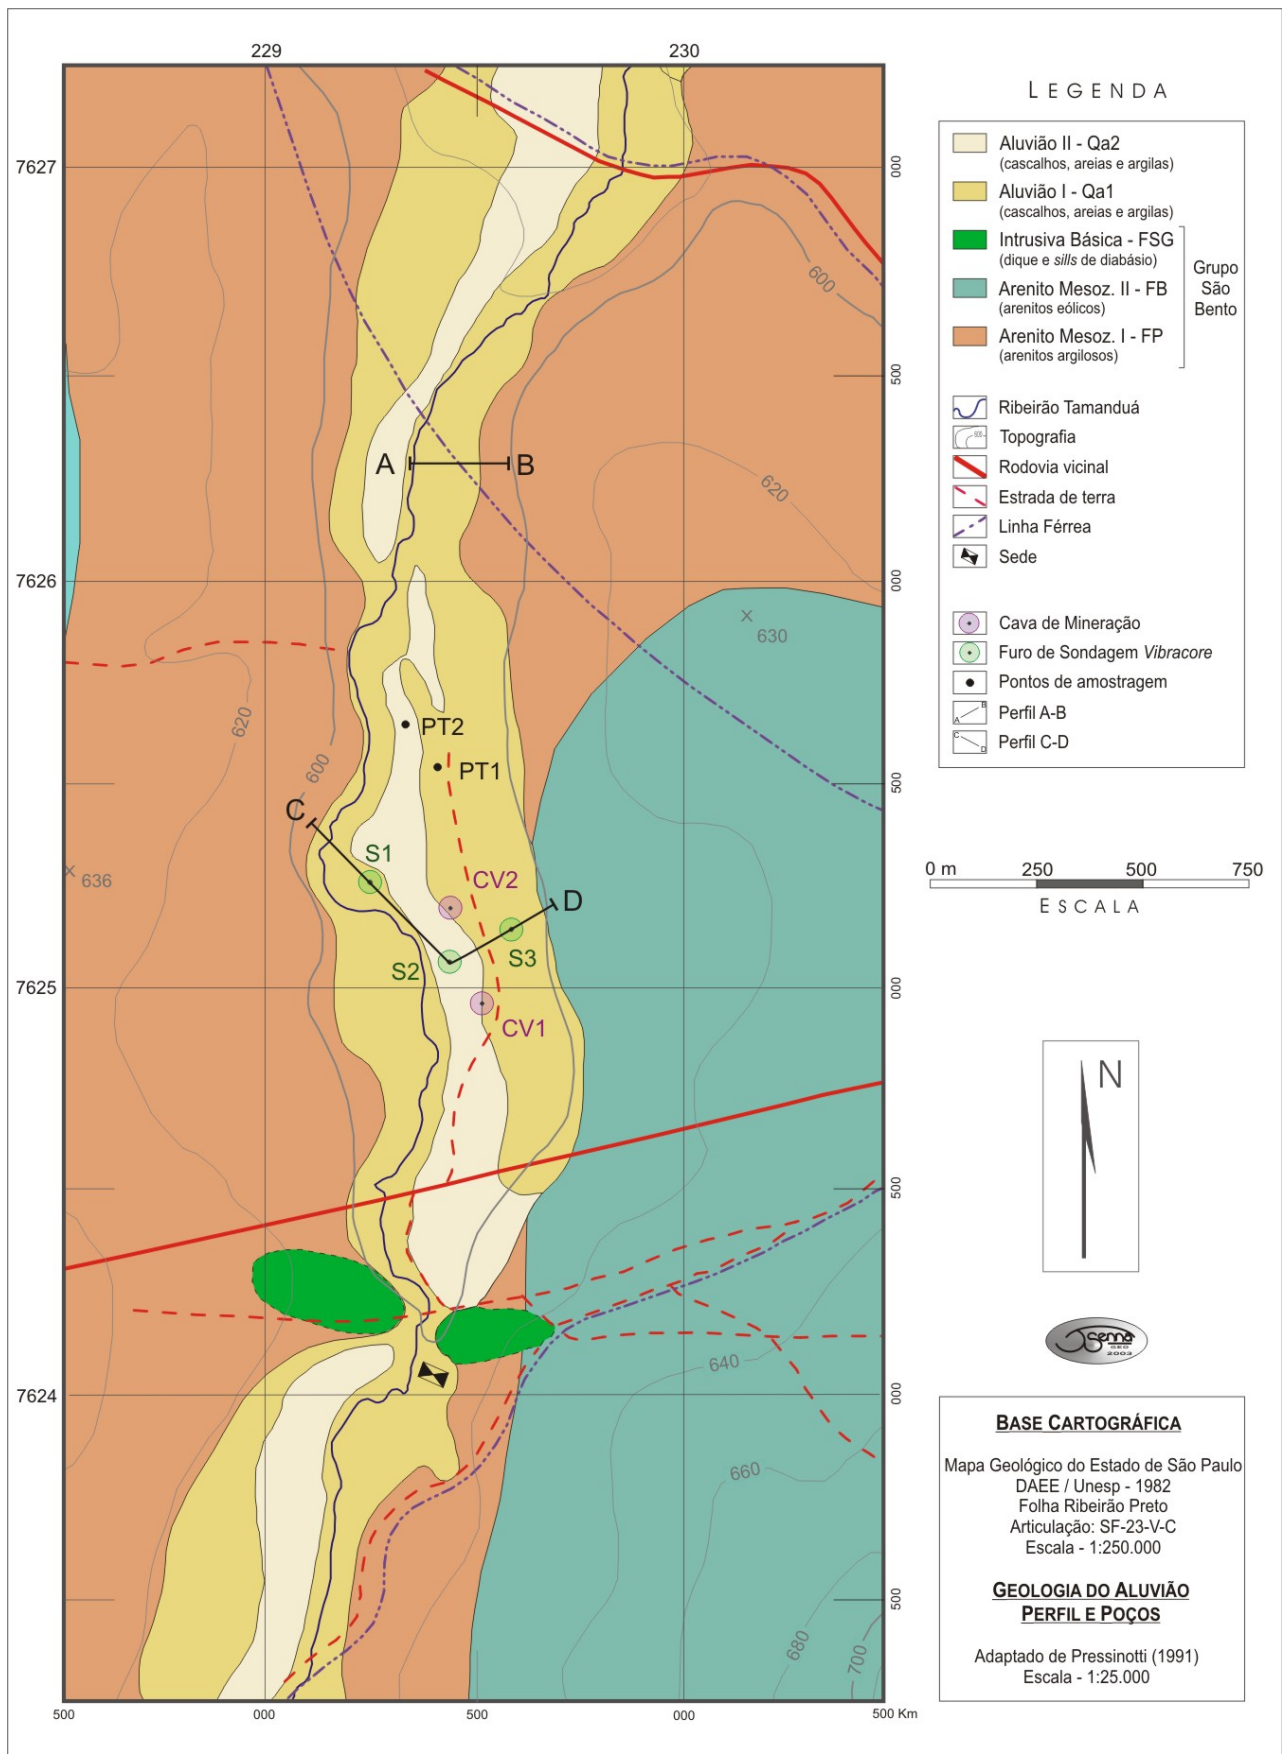 229
230
7627
7626
7625
7624
000
500
000
500
000
500
000
500
500
000
500
000
500 Km
600
620
630
620
600
636
640
660
680
700
A
B
PT2
PT1
C
S1
CV2
D
S2
S3
CV1
LEGENDA
Aluvião II - Qa2
(cascalhos, areias e argilas)
Aluvião I - Qa1
(cascalhos, areias e argilas)
Intrusiva Básica - FSG
(dique e sills de diabásio)
Arenito Mesoz. II - FB
(arenitos eólicos)
Arenito Mesoz. I - FP
(arenitos argilosos)
Grupo
São
Bento
Ribeirão Tamanduá
600
Topografia
Rodovia vicinal
Estrada de terra
Linha Férrea
Sede
Cava de Mineração
Furo de Sondagem Vibracore
Pontos de amostragem
A
B
Perfil A-B
C
D
Perfil C-D
0 m 250 500 750
ESCALA
N
GEO
2003
BASE CARTOGRÁFICA
Mapa Geológico do Estado de São Paulo
DAEE / Unesp - 1982
Folha Ribeirão Preto
Articulação: SF-23-V-C
Escala - 1:250.000
GEOLOGIA DO ALUVIÃO
PERFIL E POÇOS
Adaptado de Pressinotti (1991)
Escala - 1:25.000